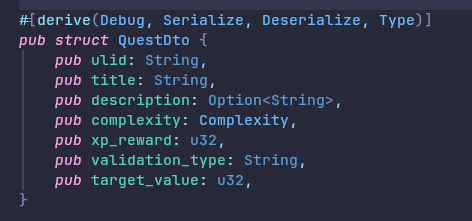 #[derive(Debug, Serialize, Deserialize, Type)]
pub struct QuestDto {
    pub ulid: String,
    pub title: String,
    pub description: Option<String>,
    pub complexity: Complexity,
    pub xp_reward: u32,
    pub validation_type: String,
    pub target_value: u32,
}